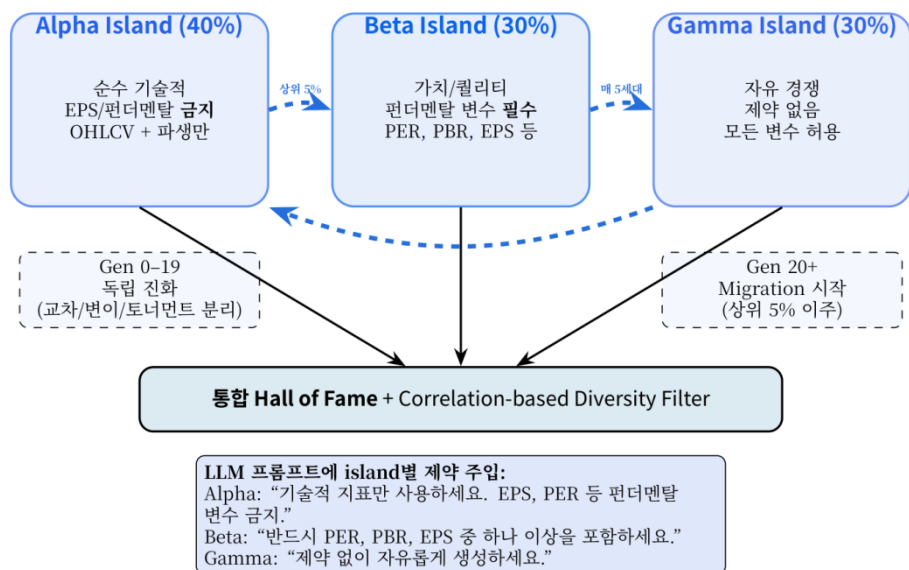 Alpha Island (40%)
순수 기술적
EPS/펀더멘탈 금지
OHLCV + 파생만
상위 5%
Beta Island (30%)
가치/퀄리티
펀더멘탈 변수 필수
PER, PBR, EPS 등
매 5세대
Gamma Island (30%)
자유 경쟁
제약 없음
모든 변수 허용
Gen 0–19
독립 진화
(교차/변이/토너먼트 분리)
Gen 20+
Migration 시작
(상위 5% 이주)
통합 Hall of Fame + Correlation-based Diversity Filter
LLM 프롬프트에 island별 제약 주입:
Alpha: “기술적 지표만 사용하세요. EPS, PER 등 펀더멘탈
변수 금지.”
Beta: “반드시 PER, PBR, EPS 중 하나 이상을 포함하세요.”
Gamma: “제약 없이 자유롭게 생성하세요.”